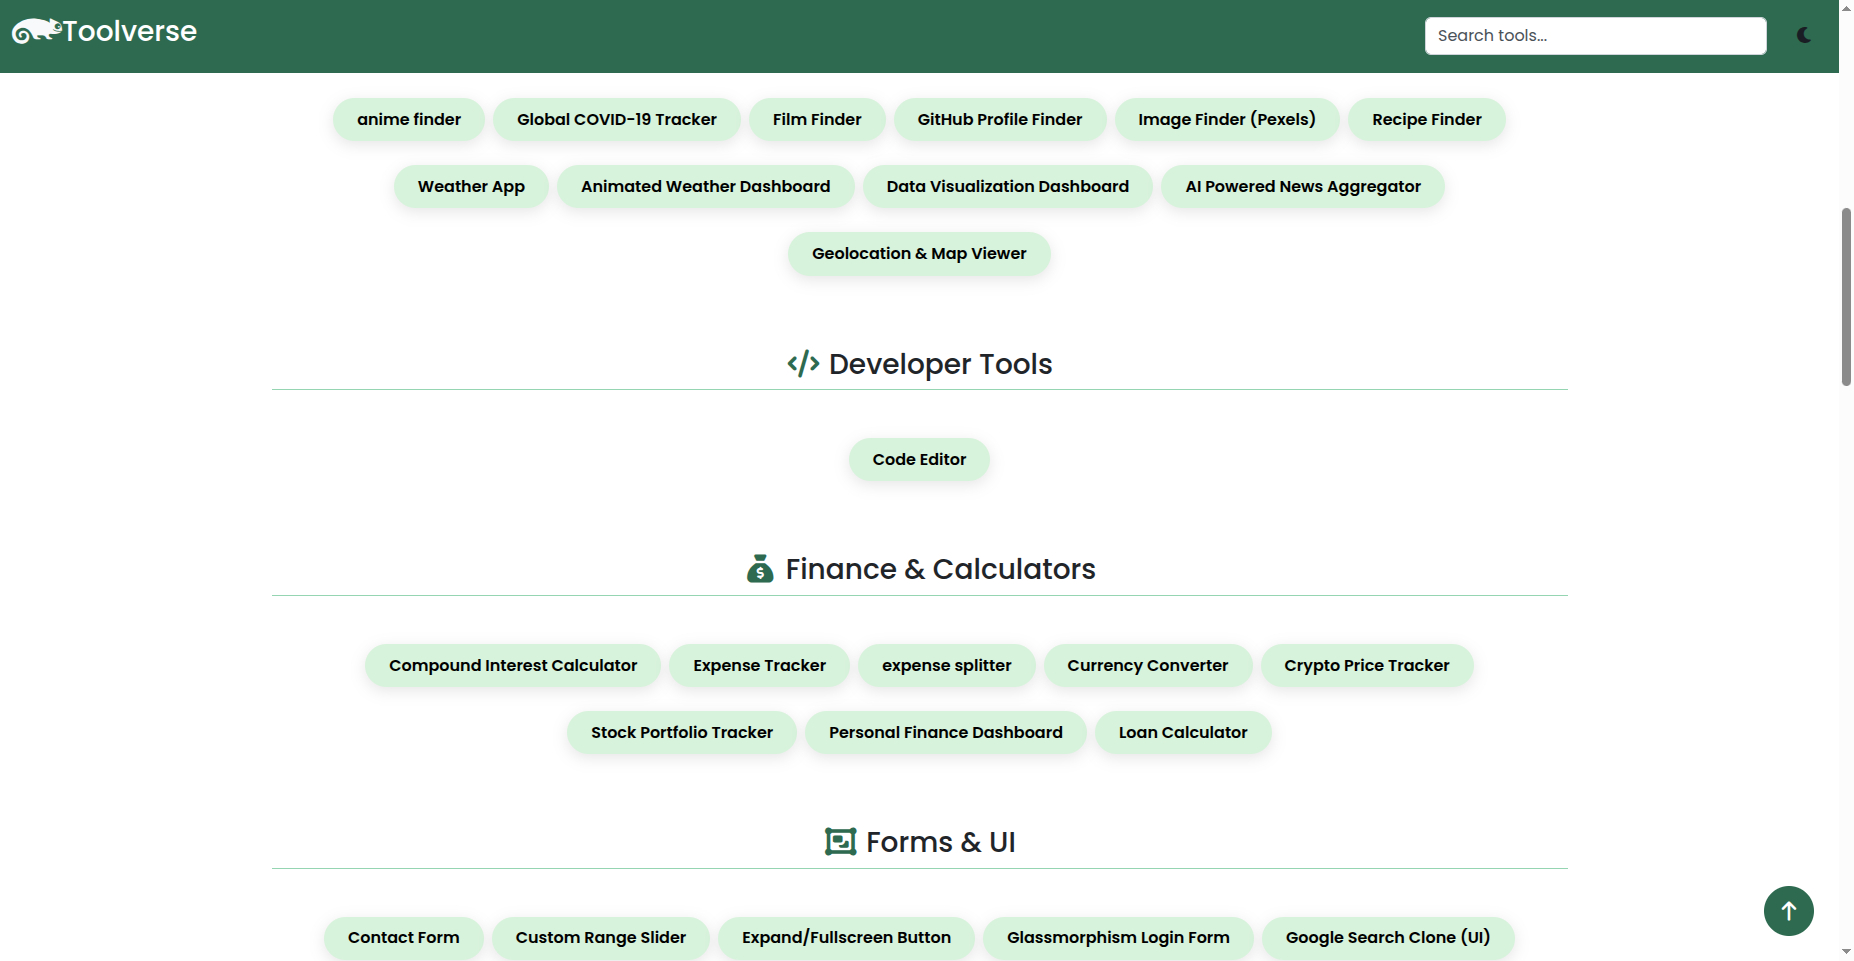 Toolverse
Search tools...
anime finder Global COVID-19 Tracker Film Finder GitHub Profile Finder Image Finder (Pexels) Recipe Finder
Weather App Animated Weather Dashboard Data Visualization Dashboard AI Powered News Aggregator
Geolocation & Map Viewer
Developer Tools
Code Editor
Finance & Calculators
Compound Interest Calculator Expense Tracker expense splitter Currency Converter Crypto Price Tracker
Stock Portfolio Tracker Personal Finance Dashboard Loan Calculator
Forms & UI
Contact Form Custom Range Slider Expand/Fullscreen Button Glassmorphism Login Form Google Search Clone (UI)